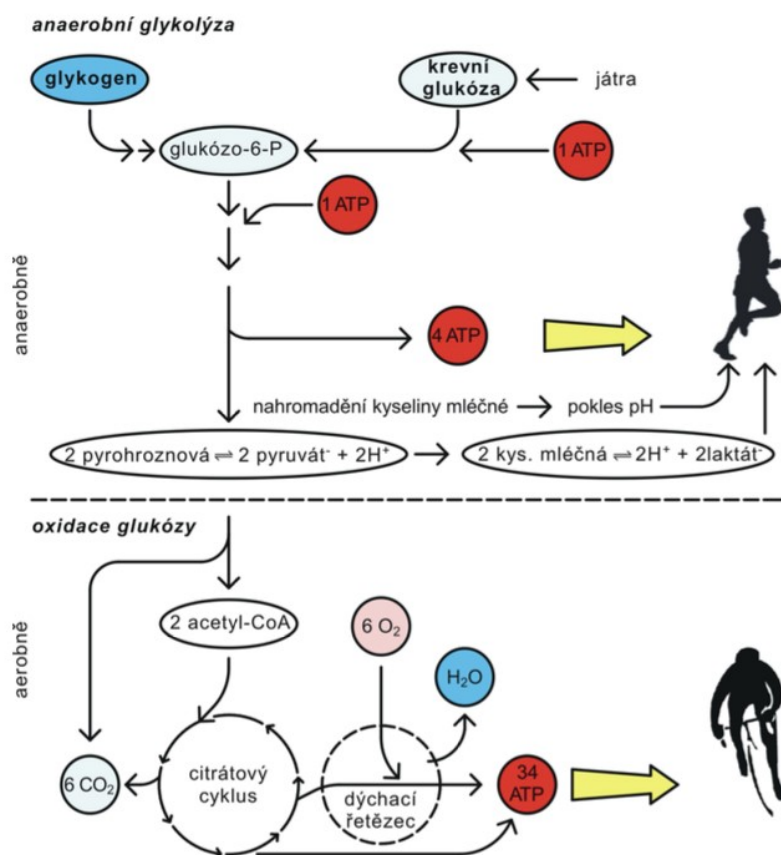 anaerobní glykolýza
glykogen
krevní
glukóza
játra
glukózo-6-P
1 ATP
1 ATP
anaerobně
4 ATP
nahromadění kyseliny mléčné
pokles pH
2 pyrohroznová ⇌ 2 pyruvát⁻ + 2H⁺
2 kys. mléčná ⇌ 2H⁺ + 2laktát⁻
oxidace glukózy
aerobně
2 acetyl-CoA
6 O₂
H₂O
6 CO₂
citrátový
cyklus
dýchací
řetězec
34
ATP